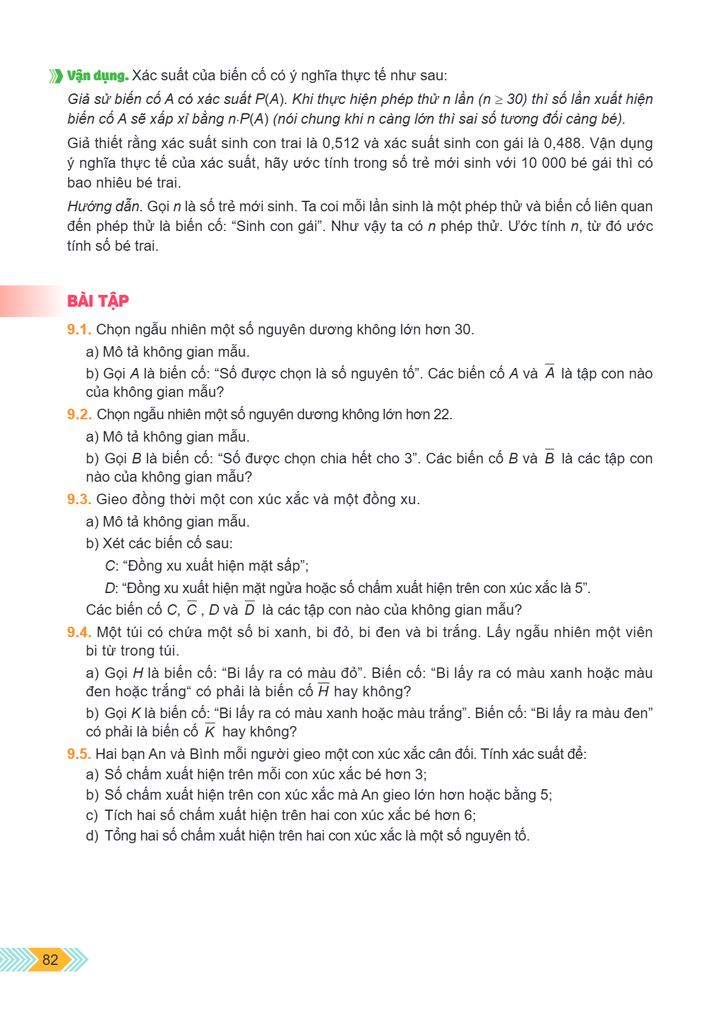 Vận dụng. Xác suất của biến cố có ý nghĩa thực tế như sau:
Giả sử biến cố A có xác suất P(A). Khi thực hiện phép thử n lần (n ≥ 30) thì số lần xuất hiện
biến cố A sẽ xấp xỉ bằng n·P(A) (nói chung khi n càng lớn thì sai số tương đối càng bé).
Giả thiết rằng xác suất sinh con trai là 0,512 và xác suất sinh con gái là 0,488. Vận dụng
ý nghĩa thực tế của xác suất, hãy ước tính trong số trẻ mới sinh với 10 000 bé gái thì có
bao nhiêu bé trai.
Hướng dẫn. Gọi n là số trẻ mới sinh. Ta coi mỗi lần sinh là một phép thử và biến cố liên quan
đến phép thử là biến cố: “Sinh con gái”. Như vậy ta có n phép thử. Ước tính n, từ đó ước
tính số bé trai.
BÀI TẬP
9.1. Chọn ngẫu nhiên một số nguyên dương không lớn hơn 30.
a) Mô tả không gian mẫu.
b) Gọi A là biến cố: “Số được chọn là số nguyên tố”. Các biến cố A và A̅ là tập con nào
của không gian mẫu?
9.2. Chọn ngẫu nhiên một số nguyên dương không lớn hơn 22.
a) Mô tả không gian mẫu.
b) Gọi B là biến cố: “Số được chọn chia hết cho 3”. Các biến cố B và B̅ là các tập con
nào của không gian mẫu?
9.3. Gieo đồng thời một con xúc xắc và một đồng xu.
a) Mô tả không gian mẫu.
b) Xét các biến cố sau:
C: “Đồng xu xuất hiện mặt sấp”;
D: “Đồng xu xuất hiện mặt ngửa hoặc số chấm xuất hiện trên con xúc xắc là 5”.
Các biến cố C, C̅ , D và D̅ là các tập con nào của không gian mẫu?
9.4. Một túi có chứa một số bi xanh, bi đỏ, bi đen và bi trắng. Lấy ngẫu nhiên một viên
bi từ trong túi.
a) Gọi H là biến cố: “Bi lấy ra có màu đỏ”. Biến cố: “Bi lấy ra có màu xanh hoặc màu
đen hoặc trắng“ có phải là biến cố H̅ hay không?
b) Gọi K là biến cố: “Bi lấy ra có màu xanh hoặc màu trắng”. Biến cố: “Bi lấy ra màu đen”
có phải là biến cố K̅ hay không?
9.5. Hai bạn An và Bình mỗi người gieo một con xúc xắc cân đối. Tính xác suất để:
a) Số chấm xuất hiện trên mỗi con xúc xắc bé hơn 3;
b) Số chấm xuất hiện trên con xúc xắc mà An gieo lớn hơn hoặc bằng 5;
c) Tích hai số chấm xuất hiện trên hai con xúc xắc bé hơn 6;
d) Tổng hai số chấm xuất hiện trên hai con xúc xắc là một số nguyên tố.
82